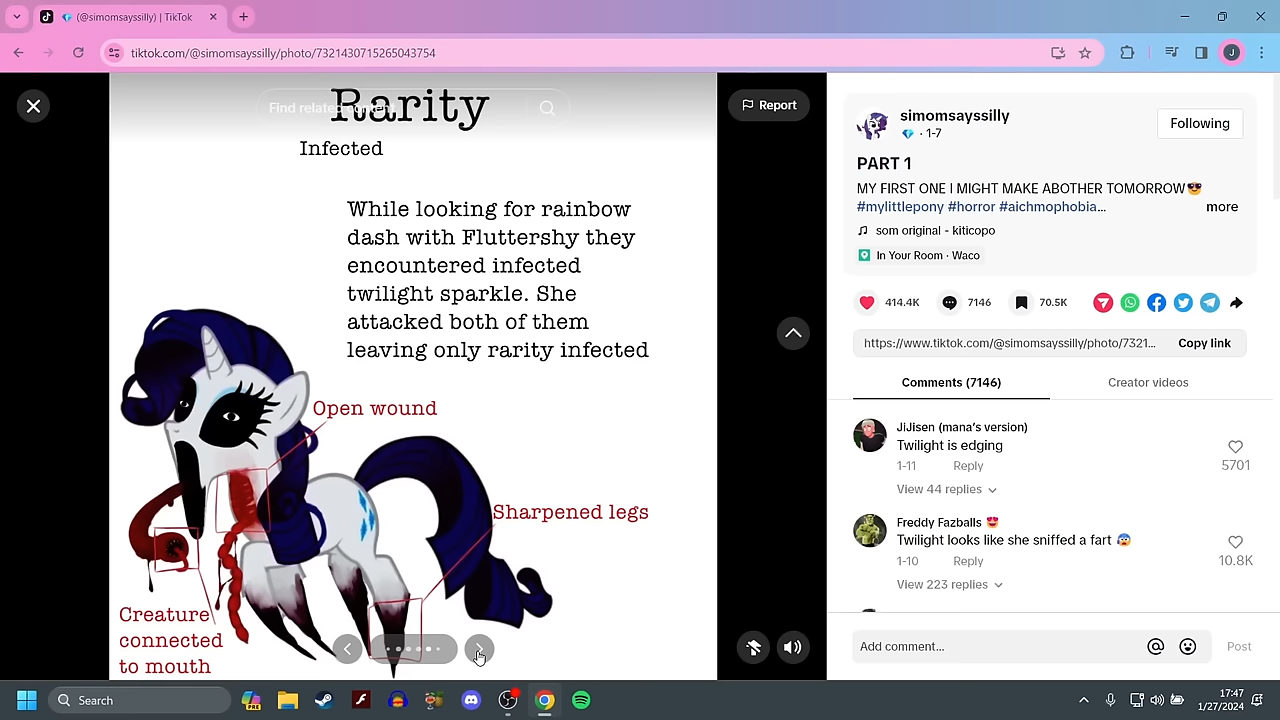 (@simomsayssilly) | TikTok
tiktok.com/@simomsayssilly/photo/7321430715265043754
J
Find related content
Report
Rarity
Infected
While looking for rainbow
dash with Fluttershy they
encountered infected
twilight sparkle. She
attacked both of them
leaving only rarity infected
Open wound
Sharpened legs
Creature
connected
to mouth
simomsayssilly
· 1-7
Following
PART 1
MY FIRST ONE I MIGHT MAKE ABOTHER TOMORROW😎
#mylittlepony #horror #aichmophobia...
more
som original - kiticopo
In Your Room · Waco
414.4K
7146
70.5K
https://www.tiktok.com/@simomsayssilly/photo/7321...
Copy link
Comments (7146)
Creator videos
JiJisen (mana's version)
Twilight is edging
1-11 Reply
5701
View 44 replies
Freddy Fazballs 😍
Twilight looks like she sniffed a fart 😨
1-10 Reply
10.8K
View 223 replies
Add comment...
Post
Search
PRE
17:47
1/27/2024